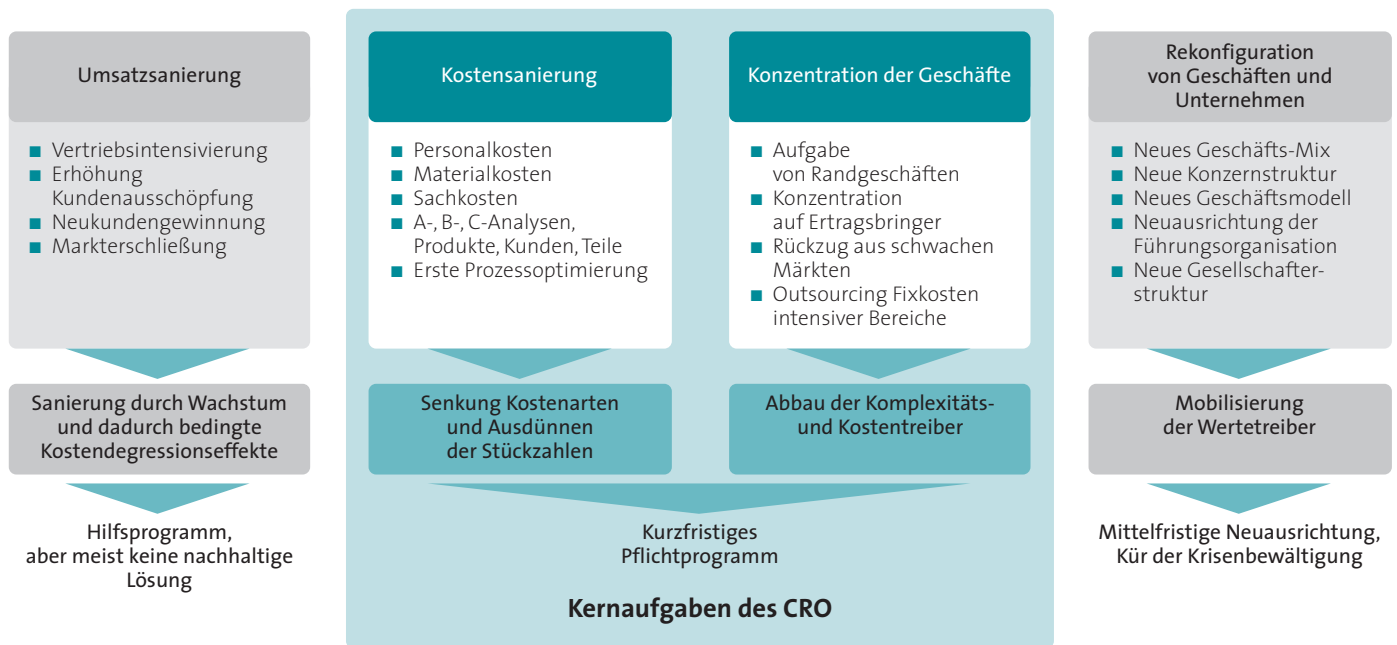 Umsatzsanierung
Vertriebsintensivierung
Erhöhung
Kundenausschöpfung
Neukundengewinnung
Markterschließung
Sanierung durch Wachstum
und dadurch bedingte
Kostendegressionseffekte
Hilfsprogramm,
aber meist keine nachhaltige
Lösung
Kostensanierung
Personalkosten
Materialkosten
Sachkosten
A-, B-, C-Analysen,
Produkte, Kunden, Teile
Erste Prozessoptimierung
Senkung Kostenarten
und Ausdünnen
der Stückzahlen
Konzentration der Geschäfte
Aufgabe
von Randgeschäften
Konzentration
auf Ertragsbringer
Rückzug aus schwachen
Märkten
Outsourcing Fixkosten
intensiver Bereiche
Abbau der Komplexitäts-
und Kostentreiber
Kurzfristiges
Pflichtprogramm
Kernaufgaben des CRO
Rekonfiguration
von Geschäften und
Unternehmen
Neues Geschäfts-Mix
Neue Konzernstruktur
Neues Geschäftsmodell
Neuausrichtung der
Führungsorganisation
Neue Gesellschafter-
struktur
Mobilisierung
der Wertetreiber
Mittelfristige Neuausrichtung,
Kür der Krisenbewältigung